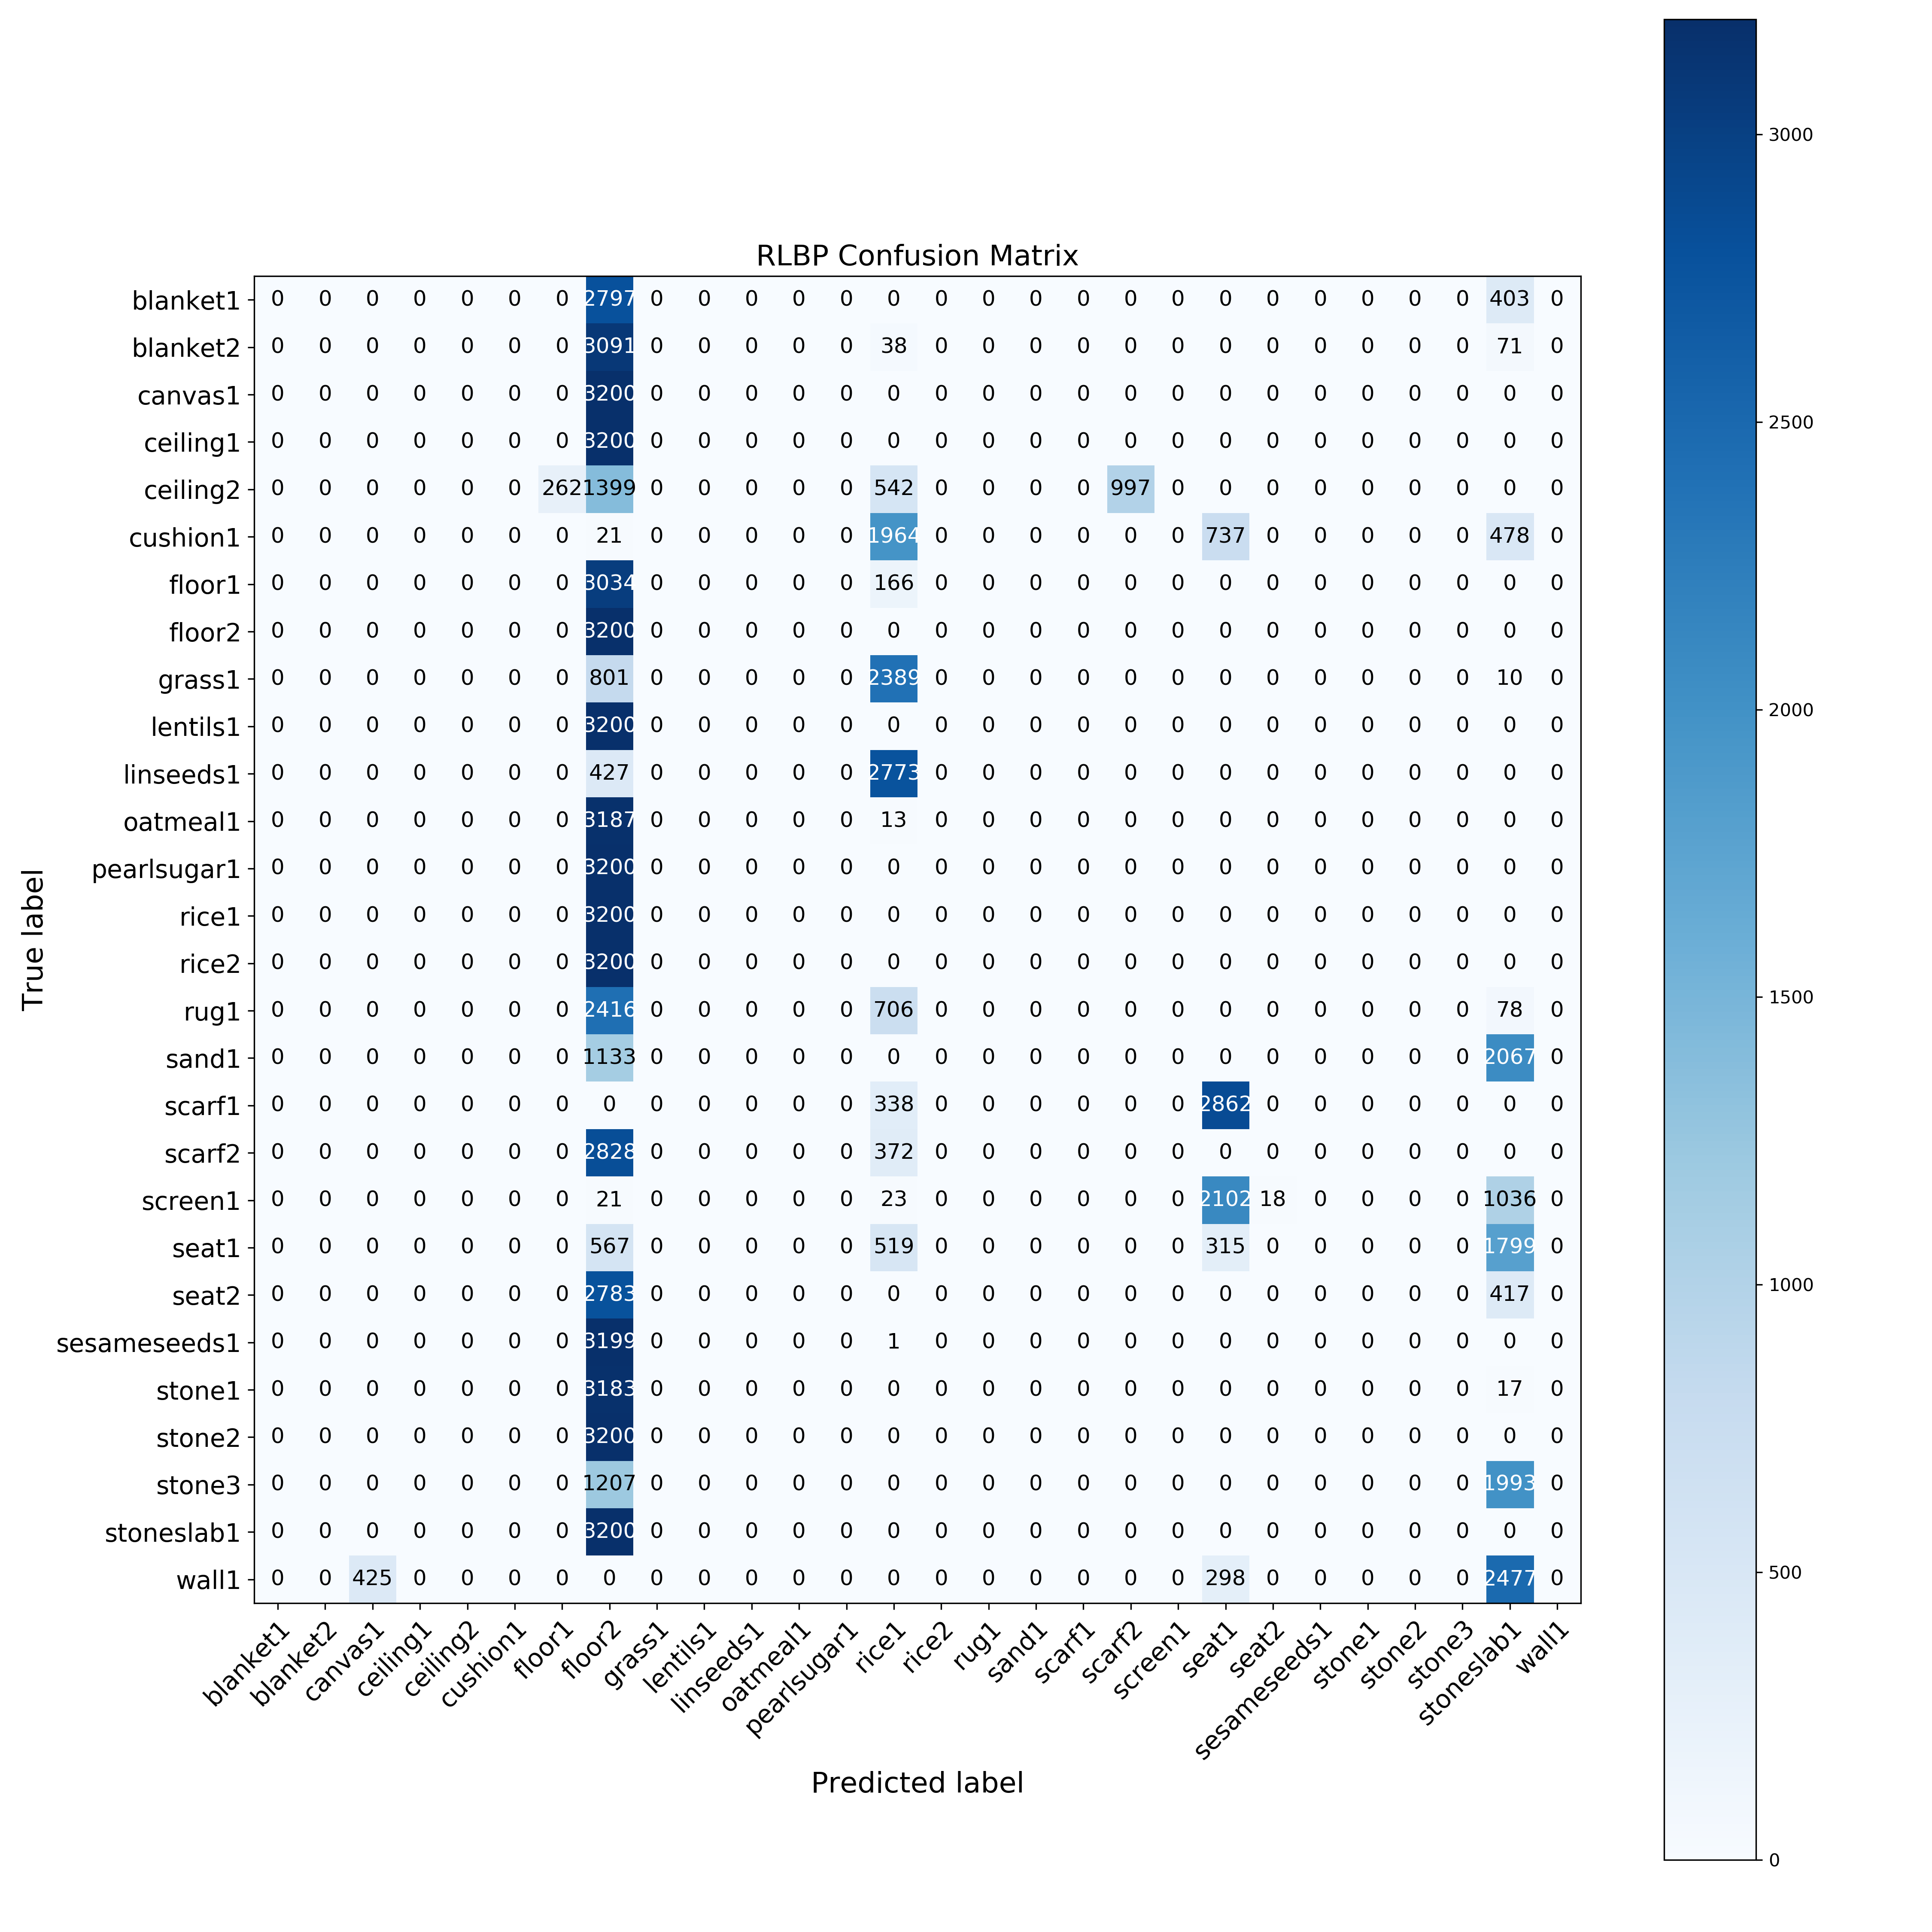 RLBP Confusion Matrix
blanket1 0 0 0 0 0 0 0 2797 0 0 0 0 0 0 0 0 0 0 0 0 0 0 0 0 0 0 403 0
blanket2 0 0 0 0 0 0 0 3091 0 0 0 0 0 38 0 0 0 0 0 0 0 0 0 0 0 0 71 0
canvas1 0 0 0 0 0 0 0 3200 0 0 0 0 0 0 0 0 0 0 0 0 0 0 0 0 0 0 0 0
ceiling1 0 0 0 0 0 0 0 3200 0 0 0 0 0 0 0 0 0 0 0 0 0 0 0 0 0 0 0 0
ceiling2 0 0 0 0 0 0 262 1399 0 0 0 0 0 542 0 0 0 0 997 0 0 0 0 0 0 0 0 0
cushion1 0 0 0 0 0 0 0 21 0 0 0 0 0 1964 0 0 0 0 0 0 737 0 0 0 0 0 478 0
floor1 0 0 0 0 0 0 0 3034 0 0 0 0 0 166 0 0 0 0 0 0 0 0 0 0 0 0 0 0
floor2 0 0 0 0 0 0 0 3200 0 0 0 0 0 0 0 0 0 0 0 0 0 0 0 0 0 0 0 0
grass1 0 0 0 0 0 0 0 801 0 0 0 0 0 2389 0 0 0 0 0 0 0 0 0 0 0 0 10 0
lentils1 0 0 0 0 0 0 0 3200 0 0 0 0 0 0 0 0 0 0 0 0 0 0 0 0 0 0 0 0
linseeds1 0 0 0 0 0 0 0 427 0 0 0 0 0 2773 0 0 0 0 0 0 0 0 0 0 0 0 0 0
oatmeal1 0 0 0 0 0 0 0 3187 0 0 0 0 0 13 0 0 0 0 0 0 0 0 0 0 0 0 0 0
pearlsugar1 0 0 0 0 0 0 0 3200 0 0 0 0 0 0 0 0 0 0 0 0 0 0 0 0 0 0 0 0
rice1 0 0 0 0 0 0 0 3200 0 0 0 0 0 0 0 0 0 0 0 0 0 0 0 0 0 0 0 0
rice2 0 0 0 0 0 0 0 3200 0 0 0 0 0 0 0 0 0 0 0 0 0 0 0 0 0 0 0 0
rug1 0 0 0 0 0 0 0 2416 0 0 0 0 0 706 0 0 0 0 0 0 0 0 0 0 0 0 78 0
sand1 0 0 0 0 0 0 0 1133 0 0 0 0 0 0 0 0 0 0 0 0 0 0 0 0 0 0 2067 0
scarf1 0 0 0 0 0 0 0 0 0 0 0 0 0 338 0 0 0 0 0 0 2862 0 0 0 0 0 0 0
scarf2 0 0 0 0 0 0 0 2828 0 0 0 0 0 372 0 0 0 0 0 0 0 0 0 0 0 0 0 0
screen1 0 0 0 0 0 0 0 21 0 0 0 0 0 23 0 0 0 0 0 0 2102 18 0 0 0 0 1036 0
seat1 0 0 0 0 0 0 0 567 0 0 0 0 0 519 0 0 0 0 0 0 315 0 0 0 0 0 1799 0
seat2 0 0 0 0 0 0 0 2783 0 0 0 0 0 0 0 0 0 0 0 0 0 0 0 0 0 0 417 0
sesameseeds1 0 0 0 0 0 0 0 3199 0 0 0 0 0 1 0 0 0 0 0 0 0 0 0 0 0 0 0 0
stone1 0 0 0 0 0 0 0 3183 0 0 0 0 0 0 0 0 0 0 0 0 0 0 0 0 0 0 17 0
stone2 0 0 0 0 0 0 0 3200 0 0 0 0 0 0 0 0 0 0 0 0 0 0 0 0 0 0 0 0
stone3 0 0 0 0 0 0 0 1207 0 0 0 0 0 0 0 0 0 0 0 0 0 0 0 0 0 0 1993 0
stoneslab1 0 0 0 0 0 0 0 3200 0 0 0 0 0 0 0 0 0 0 0 0 0 0 0 0 0 0 0 0
wall1 0 0 425 0 0 0 0 0 0 0 0 0 0 0 0 0 0 0 0 0 298 0 0 0 0 0 2477 0
True label
blanket1
blanket2
canvas1
ceiling1
ceiling2
cushion1
floor1
floor2
grass1
lentils1
linseeds1
oatmeal1
pearlsugar1
rice1
rice2
rug1
sand1
scarf1
scarf2
screen1
seat1
seat2
sesameseeds1
stone1
stone2
stone3
stoneslab1
wall1
Predicted label
3000
2500
2000
1500
1000
500
0